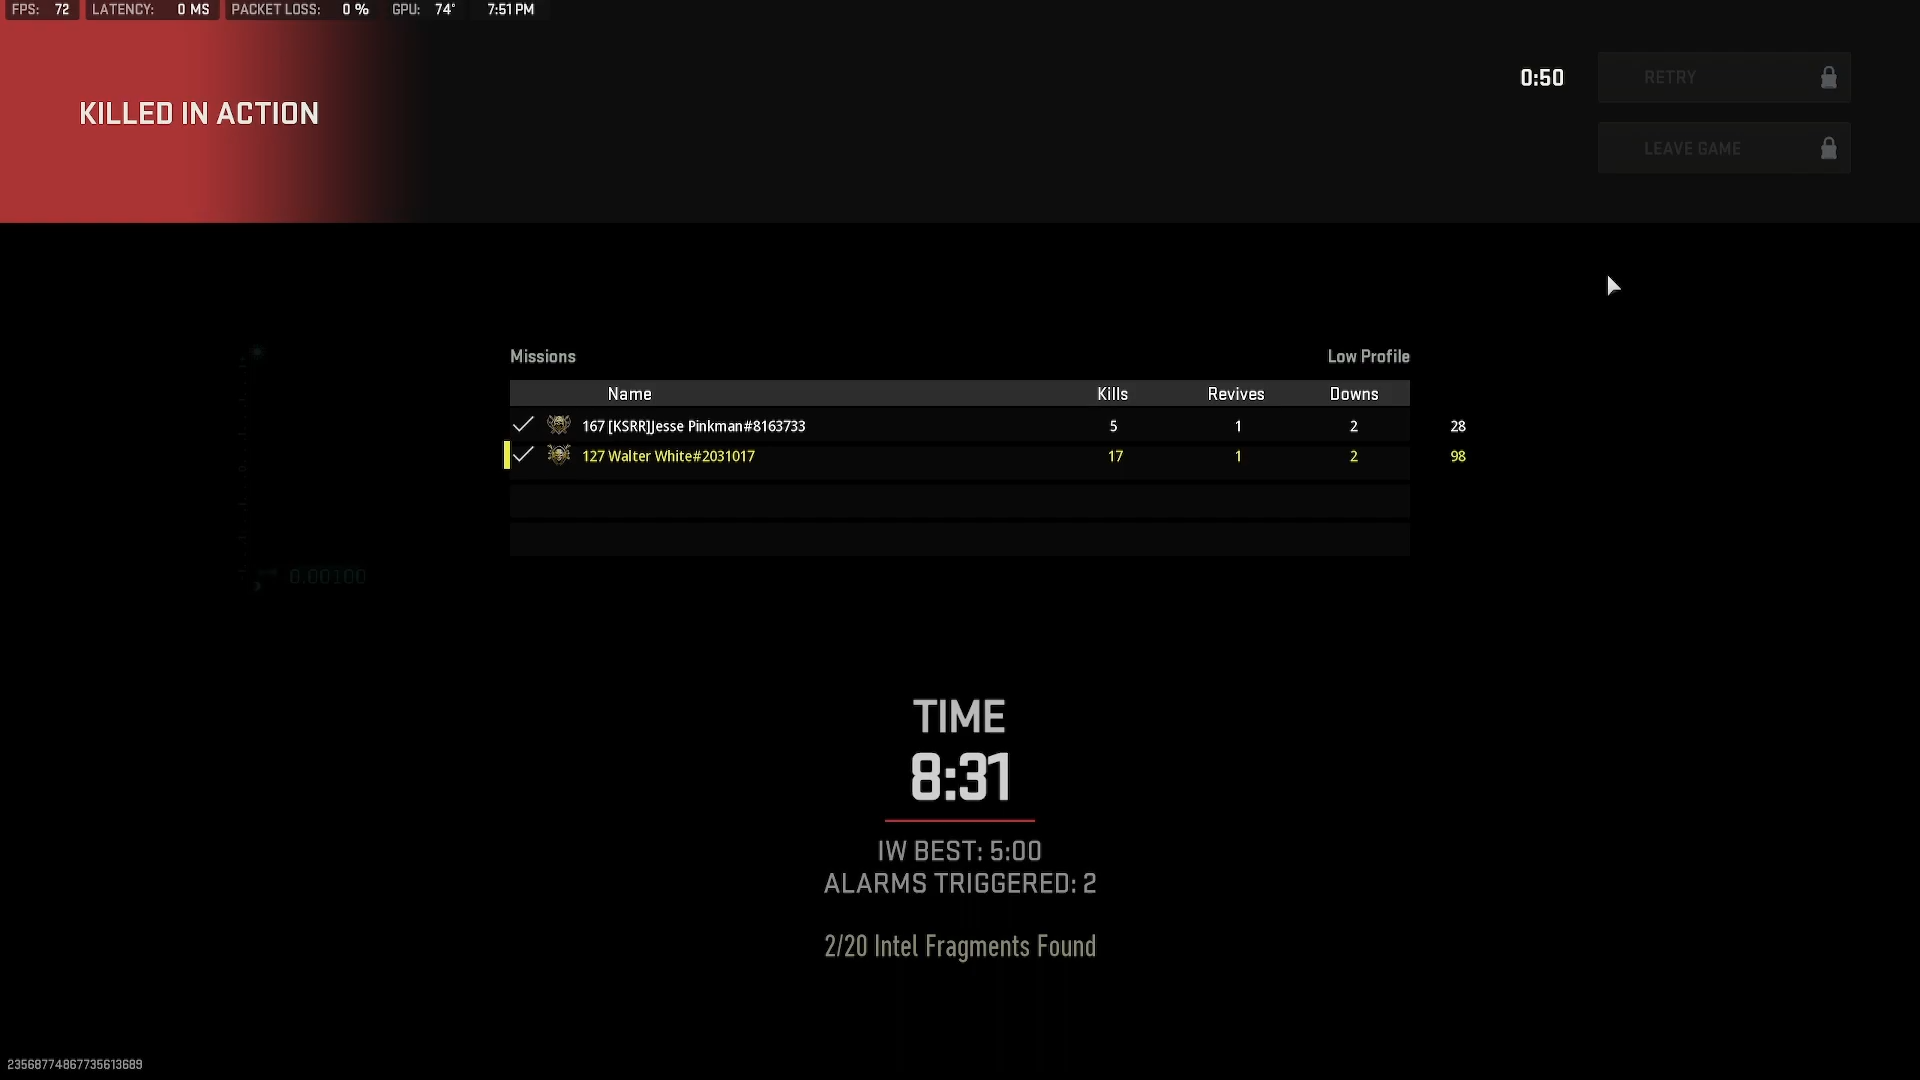 FPS: 72 LATENCY: 0 MS PACKET LOSS: 0 % GPU: 74° 7:51 PM
KILLED IN ACTION
0:50
RETRY
LEAVE GAME
Missions Low Profile
Name Kills Revives Downs
167 [KSRR]Jesse Pinkman#8163733 5 1 2 28
127 Walter White#2031017 17 1 2 98
0.00100
TIME
8:31
IW BEST: 5:00
ALARMS TRIGGERED: 2
2/20 Intel Fragments Found
23568774867735613689